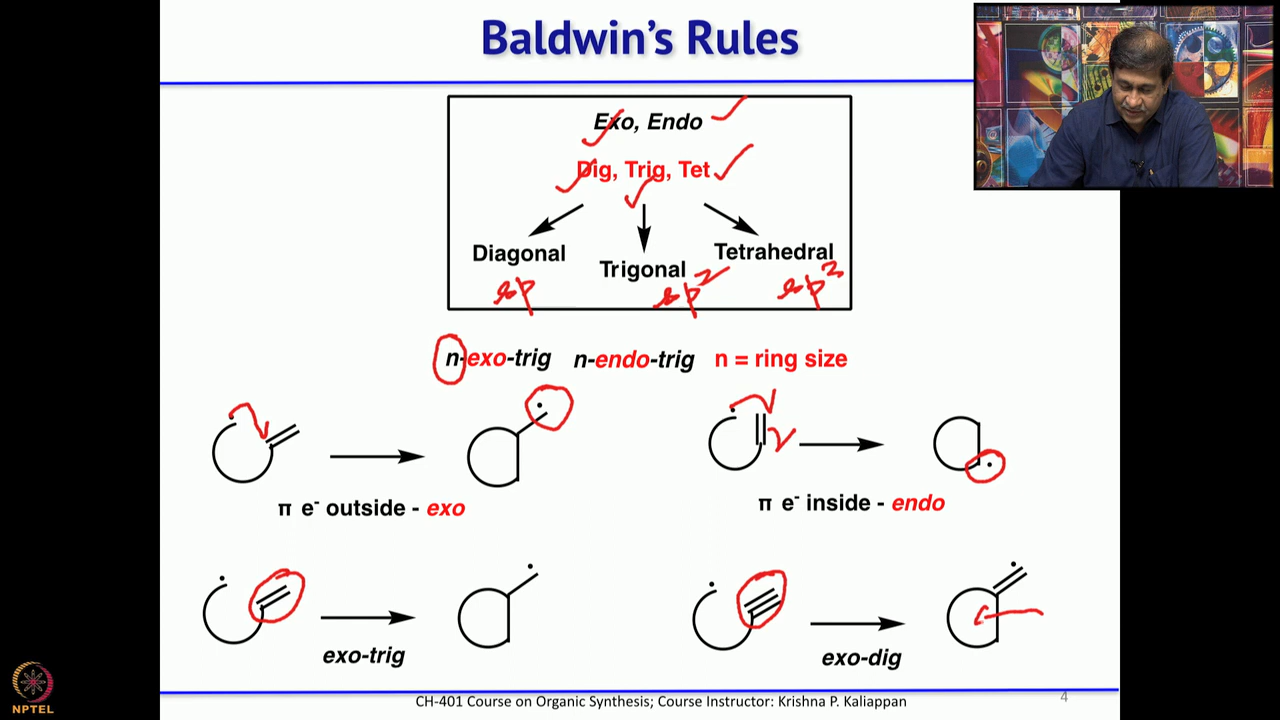 Baldwin's Rules
Exo, Endo
Dig, Trig, Tet
Diagonal
Trigonal
Tetrahedral
sp
sp²
sp³
n-exo-trig n-endo-trig n = ring size
π e⁻ outside - exo
π e⁻ inside - endo
exo-trig
exo-dig
CH-401 Course on Organic Synthesis; Course Instructor: Krishna P. Kaliappan
4
NPTEL